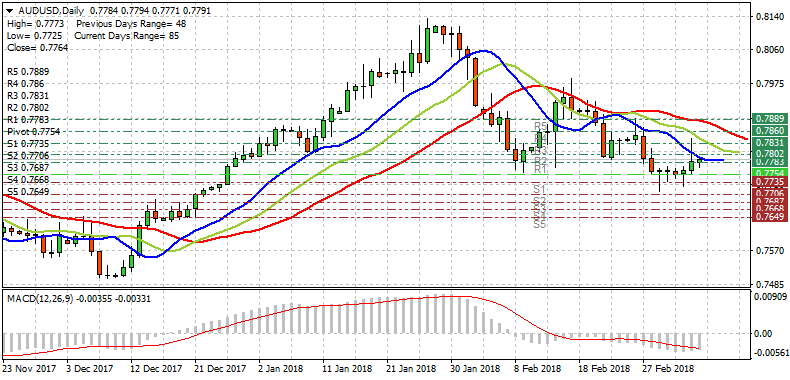 AUDUSD,Daily 0.7784 0.7794 0.7771 0.7791
High= 0.7773 Previous Days Range= 48
Low= 0.7725 Current Days Range= 85
Close= 0.7764
R5 0.7889
R4 0.786
R3 0.7831
R2 0.7802
R1 0.7783
Pivot 0.7754
S1 0.7735
S2 0.7706
S3 0.7687
S4 0.7668
S5 0.7649
R5
R2
R1
S1
S5
0.8140
0.8060
0.7975
0.7889
0.7860
0.7831
0.7802
0.7783
0.7754
0.7735
0.7706
0.7687
0.7668
0.7649
0.7570
0.7485
MACD(12,26,9) -0.00355 -0.00331
0.00909
0.00
-0.00561
23 Nov 2017 3 Dec 2017 12 Dec 2017 21 Dec 2017 2 Jan 2018 11 Jan 2018 21 Jan 2018 30 Jan 2018 8 Feb 2018 18 Feb 2018 27 Feb 2018